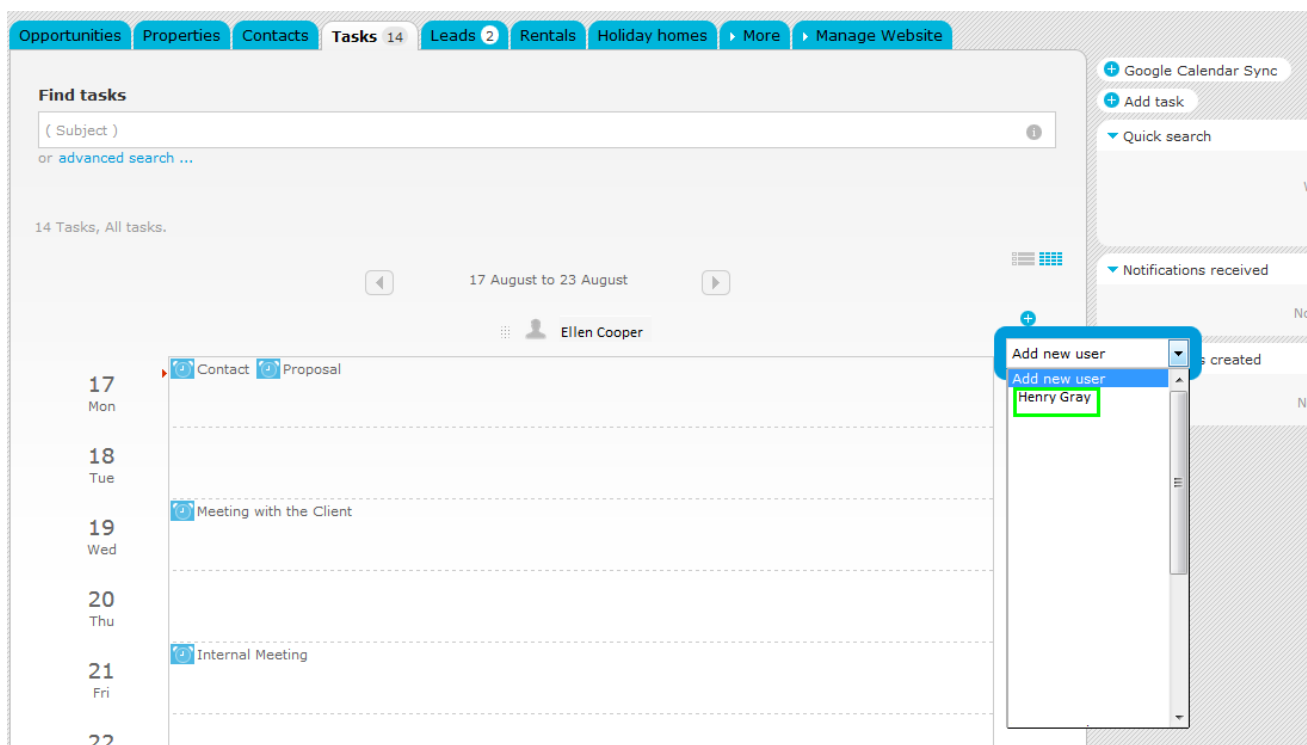 Opportunities Properties Contacts Tasks 14 Leads 2 Rentals Holiday homes More Manage Website
Google Calendar Sync
Add task
Quick search
Find tasks
( Subject )
or advanced search ...
14 Tasks, All tasks.
Notifications received
17 August to 23 August
Ellen Cooper
Add new user
created
Add new user
Henry Gray
17
Mon
Contact Proposal
18
Tue
19
Wed
Meeting with the Client
20
Thu
21
Fri
Internal Meeting
22